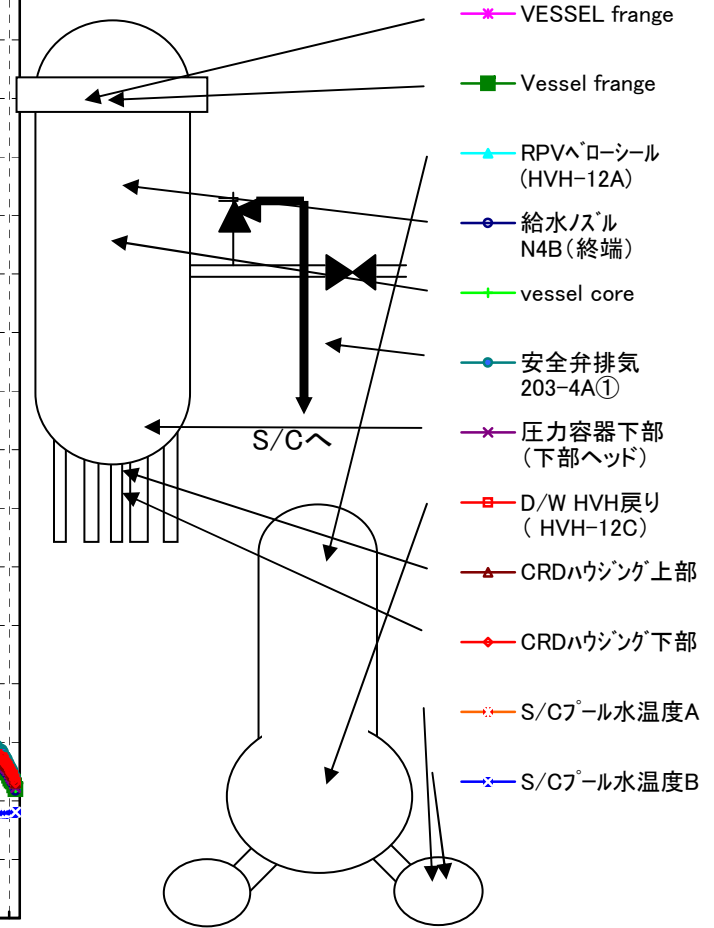 VESSEL frange
Vessel frange
RPVベローシール
(HVH-12A)
給水ノズル
N4B(終端)
vessel core
安全弁排気
203-4A①
圧力容器下部
(下部ヘッド)
D/W HVH戻り
( HVH-12C)
CRDハウジング上部
CRDハウジング下部
S/Cプール水温度A
S/Cプール水温度B
S/Cへ